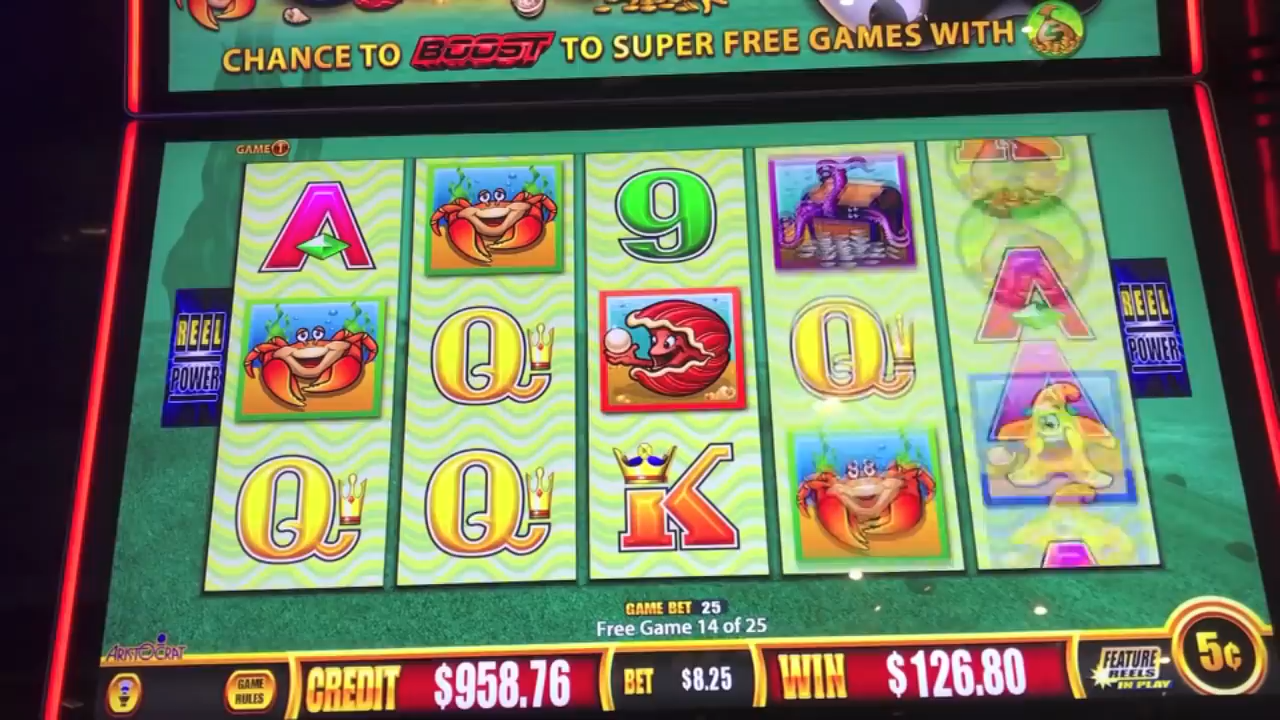 CHANCE TO BOOST TO SUPER FREE GAMES WITH
GAME 1
A 9
REEL POWER
Q Q A
REEL POWER
Q Q K A
GAME BET 25
Free Game 14 of 25
ARISTOCRAT
GAME RULES
CREDIT $958.76
BET $8.25
WIN $126.80
FEATURE REELS IN PLAY
5¢